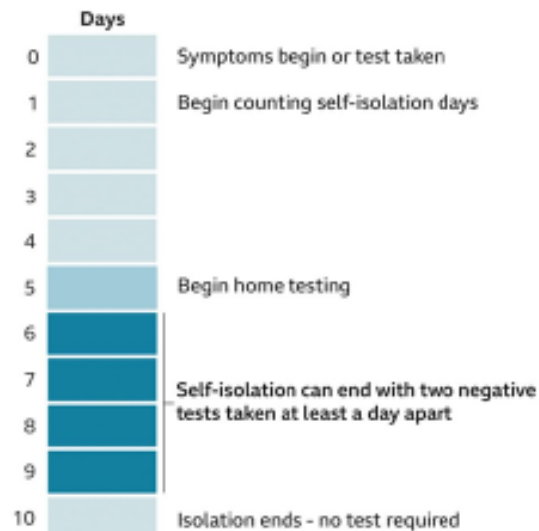 Days
0 Symptoms begin or test taken
1 Begin counting self-isolation days
2
3
4
5 Begin home testing
6
7
Self-isolation can end with two negative
tests taken at least a day apart
8
9
10 Isolation ends - no test required